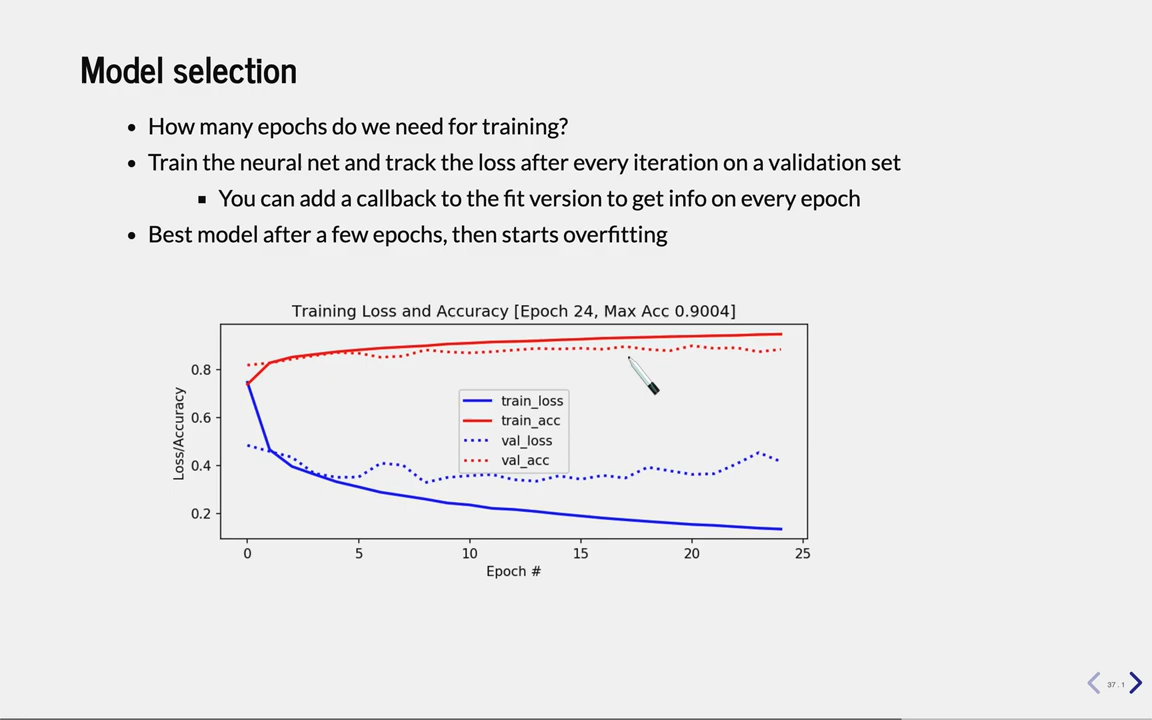 Model selection
How many epochs do we need for training?
Train the neural net and track the loss after every iteration on a validation set
You can add a callback to the fit version to get info on every epoch
Best model after a few epochs, then starts overfitting
Training Loss and Accuracy [Epoch 24, Max Acc 0.9004]
Loss/Accuracy
0.8
0.6
0.4
0.2
train_loss
train_acc
val_loss
val_acc
0 5 10 15 20 25
Epoch #
37 . 1